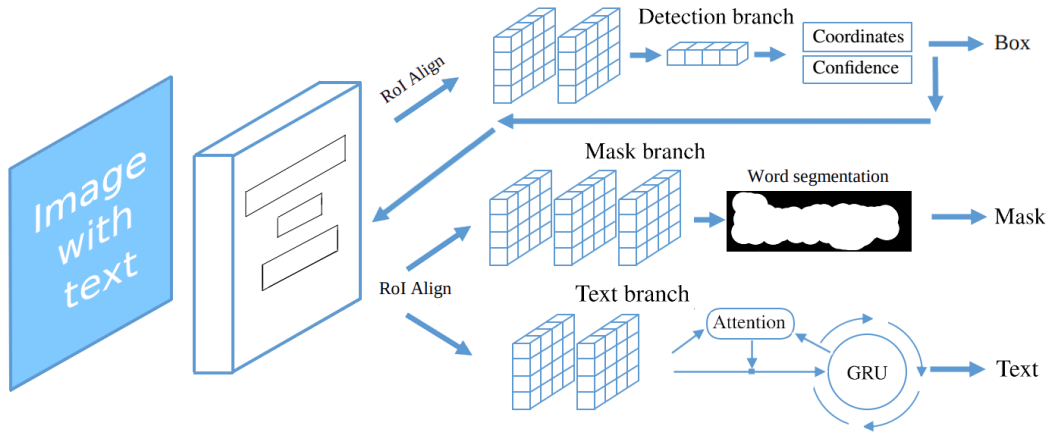 Image
with
text
RoI Align
Detection branch
Coordinates
Confidence
Box
Mask branch
Word segmentation
Mask
RoI Align
Text branch
Attention
GRU
Text